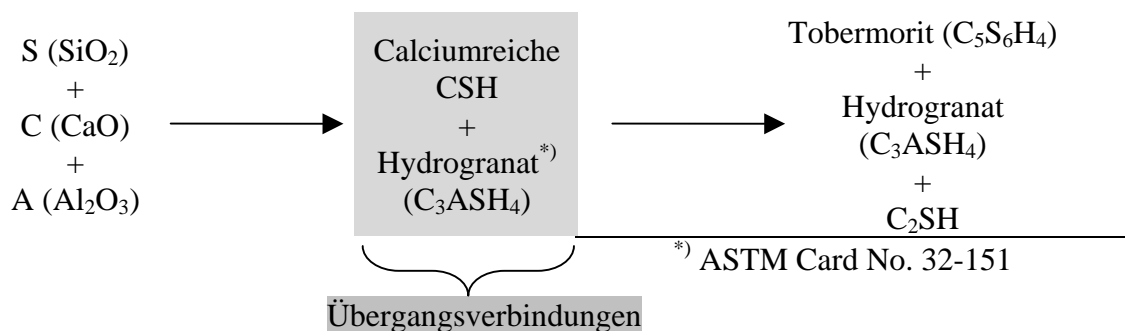 S (SiO₂)
+
C (CaO)
+
A (Al₂O₃)
Calciumreiche
CSH
+
Hydrogranat*)
(C₃ASH₄)
Übergangsverbindungen
Tobermorit (C₅S₆H₄)
+
Hydrogranat
(C₃ASH₄)
+
C₂SH
*) ASTM Card No. 32-151